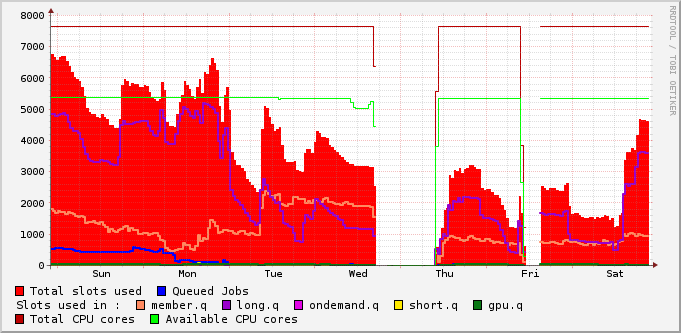 8000
7000
6000
5000
4000
3000
2000
1000
0
Sun Mon Tue Wed Thu Fri Sat
RRDTOOL / TOBI OETIKER
Total slots used Queued Jobs
Slots used in : member.q long.q ondemand.q short.q gpu.q
Total CPU cores Available CPU cores